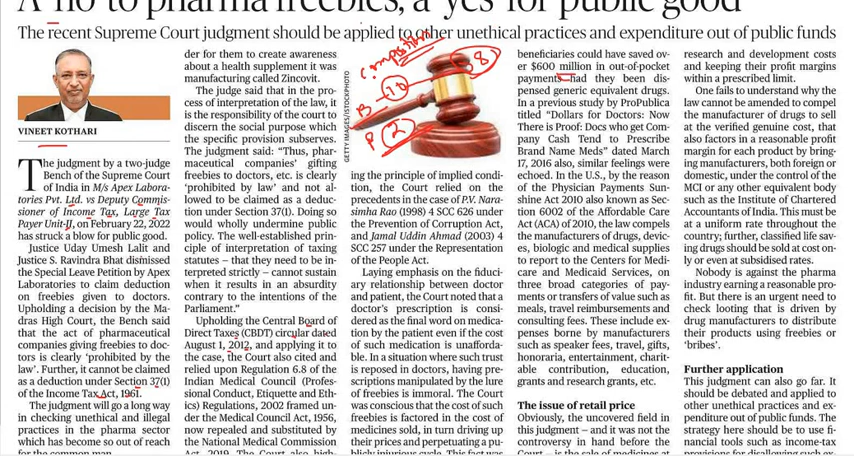 A 'no' to pharma freebies, a 'yes' for public good
The recent Supreme Court judgment should be applied to other unethical practices and expenditure out of public funds
VINEET KOTHARI
The judgment by a two-judge
Bench of the Supreme Court
of India in M/s Apex Labora-
tories Pvt. Ltd. vs Deputy Commis-
sioner of Income Tax, Large Tax
Payer Unit-II, on February 22, 2022
has struck a blow for public good.
Justice Uday Umesh Lalit and
Justice S. Ravindra Bhat dismissed
the Special Leave Petition by Apex
Laboratories to claim deduction
on freebies given to doctors.
Upholding a decision by the Ma-
dras High Court, the Bench said
that the act of pharmaceutical
companies giving freebies to doc-
tors is clearly 'prohibited by the
law'. Further, it cannot be claimed
as a deduction under Section 37(1)
of the Income Tax Act, 1961.
The judgment will go a long way
in checking unethical and illegal
practices in the pharma sector
which have become so out of reach
for the common man.
der for them to create awareness
about a health supplement it was
manufacturing called Zincovit.
The judge said that in the pro-
cess of interpretation of the law, it
is the responsibility of the court to
discern the social purpose which
the specific provision subserves.
The judgment said: "Thus, phar-
maceutical companies' gifting
freebies to doctors, etc. is clearly
'prohibited by law' and not al-
lowed to be claimed as a deduc-
tion under Section 37(1). Doing so
would wholly undermine public
policy. The well-established prin-
ciple of interpretation of taxing
statutes – that they need to be in-
terpreted strictly – cannot sustain
when it results in an absurdity
contrary to the intentions of the
Parliament."
Upholding the Central Board of
Direct Taxes (CBDT) circular dated
August 1, 2012, and applying it to
the case, the Court also cited and
relied upon Regulation 6.8 of the
Indian Medical Council (Profes-
sional Conduct, Etiquette and Eth-
ics) Regulations, 2002 framed un-
der the Medical Council Act, 1956,
now repealed and substituted by
the National Medical Commission
Act, 2019. The Court also high-
GETTY IMAGES/ISTOCKPHOTO
Composition
B - 10
P 2
8
ing the principle of implied condi-
tion, the Court relied on the
precedents in the case of P.V. Nara-
simha Rao (1998) 4 SCC 626 under
the Prevention of Corruption Act,
and Jamal Uddin Ahmad (2003) 4
SCC 257 under the Representation
of the People Act.
Laying emphasis on the fiduci-
ary relationship between doctor
and patient, the Court noted that a
doctor's prescription is consid-
ered as the final word on medica-
tion by the patient even if the cost
of such medication is unafforda-
ble. In a situation where such trust
is reposed in doctors, having pre-
scriptions manipulated by the lure
of freebies is immoral. The Court
was conscious that the cost of such
freebies is factored in the cost of
medicines sold, in turn driving up
their prices and perpetuating a pu-
blicly injurious cycle. This fact was
beneficiaries could have saved ov-
er $600 million in out-of-pocket
payments had they been dis-
pensed generic equivalent drugs.
In a previous study by ProPublica
titled "Dollars for Doctors: Now
There is Proof: Docs who get Com-
pany Cash Tend to Prescribe
Brand Name Meds" dated March
17, 2016 also, similar feelings were
echoed. In the U.S., by the reason
of the Physician Payments Sun-
shine Act 2010 also known as Sec-
tion 6002 of the Affordable Care
Act (ACA) of 2010, the law compels
the manufacturers of drugs, devic-
es, biologic and medical supplies
to report to the Centers for Medi-
care and Medicaid Services, on
three broad categories of pay-
ments or transfers of value such as
meals, travel reimbursements and
consulting fees. These include ex-
penses borne by manufacturers
such as speaker fees, travel, gifts,
honoraria, entertainment, charit-
able contribution, education,
grants and research grants, etc.
The issue of retail price
Obviously, the uncovered field in
this judgment – and it was not the
controversy in hand before the
Court – is the sale of medicines at
research and development costs
and keeping their profit margins
within a prescribed limit.
One fails to understand why the
law cannot be amended to compel
the manufacturer of drugs to sell
at the verified genuine cost, that
also factors in a reasonable profit
margin for each product by bring-
ing manufacturers, both foreign or
domestic, under the control of the
MCI or any other equivalent body
such as the Institute of Chartered
Accountants of India. This must be
at a uniform rate throughout the
country; further, classified life sav-
ing drugs should be sold at cost on-
ly or even at subsidised rates.
Nobody is against the pharma
industry earning a reasonable pro-
fit. But there is an urgent need to
check looting that is driven by
drug manufacturers to distribute
their products using freebies or
'bribes'.
Further application
This judgment can also go far. It
should be debated and applied to
other unethical practices and ex-
penditure out of public funds. The
strategy here should be to use fi-
nancial tools such as income-tax
provisions for disallowing such ex-